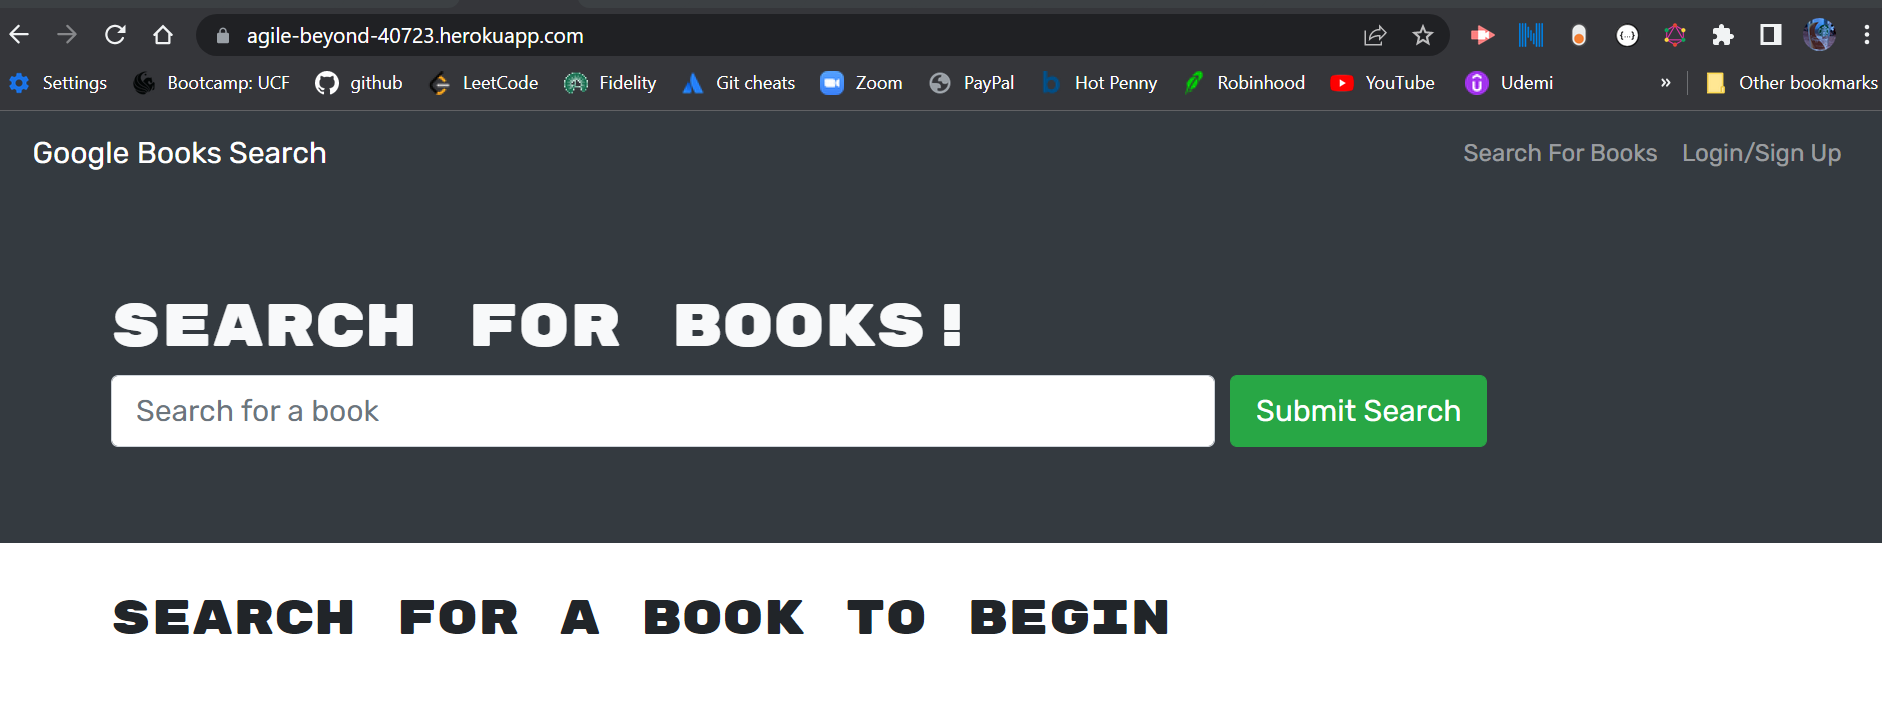 agile-beyond-40723.herokuapp.com
Settings Bootcamp: UCF github LeetCode Fidelity Git cheats Zoom PayPal b Hot Penny Robinhood YouTube Udemi » Other bookmarks
Google Books Search Search For Books Login/Sign Up
SEARCH FOR BOOKS!
Search for a book Submit Search
SEARCH FOR A BOOK TO BEGIN